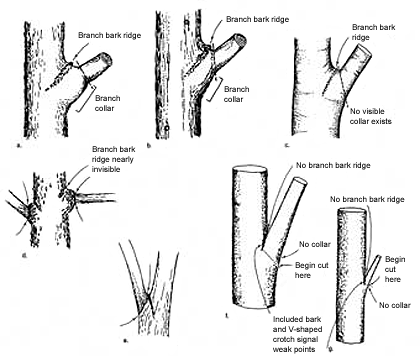 Branch bark ridge
Branch
collar
a.
Branch bark ridge
Branch
collar
b.
Branch bark
ridge
No visible
collar exists
c.
Branch bark
ridge nearly
invisible
d.
e.
No branch bark ridge
No collar
Begin cut
here
Included bark
and V-shaped
crotch signal
weak points
f.
No branch bark ridge
Begin
cut
here
No collar
g.